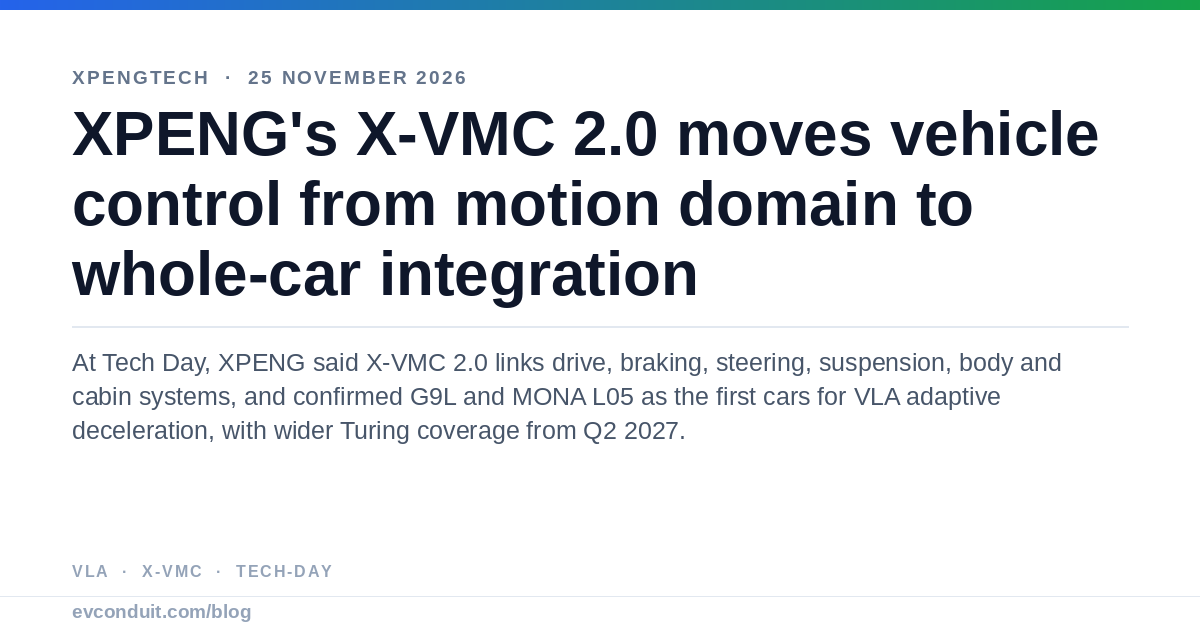 XPENGTECH · 25 NOVEMBER 2026
XPENG's X-VMC 2.0 moves vehicle
control from motion domain to
whole-car integration
At Tech Day, XPENG said X-VMC 2.0 links drive, braking, steering, suspension, body and
cabin systems, and confirmed G9L and MONA L05 as the first cars for VLA adaptive
deceleration, with wider Turing coverage from Q2 2027.
VLA · X-VMC · TECH-DAY
evconduit.com/blog